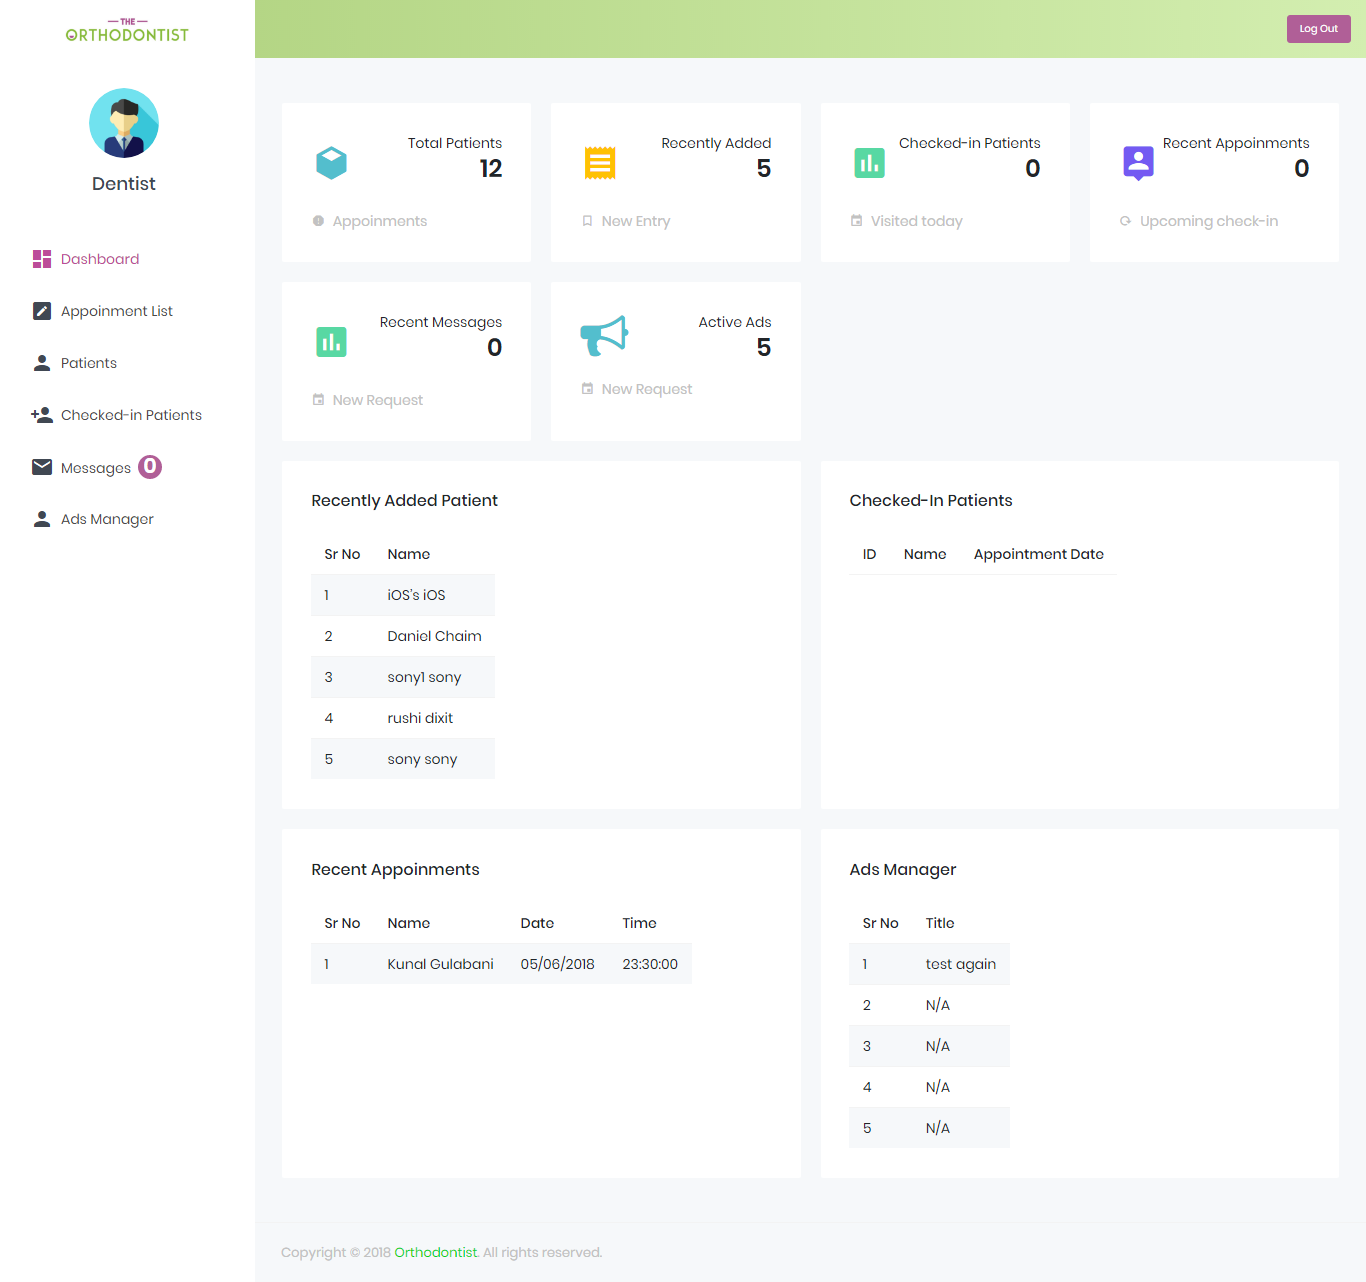 THE
ORTHODONTIST
Log Out
Dentist
Dashboard
Appoinment List
Patients
Checked-in Patients
Messages 0
Ads Manager
Total Patients
12
Appoinments
Recently Added
5
New Entry
Checked-in Patients
0
Visited today
Recent Appoinments
0
Upcoming check-in
Recent Messages
0
New Request
Active Ads
5
New Request
Recently Added Patient
Sr No Name
1 iOS's iOS
2 Daniel Chaim
3 sony1 sony
4 rushi dixit
5 sony sony
Checked-In Patients
ID Name Appointment Date
Recent Appoinments
Sr No Name Date Time
1 Kunal Gulabani 05/06/2018 23:30:00
Ads Manager
Sr No Title
1 test again
2 N/A
3 N/A
4 N/A
5 N/A
Copyright © 2018 Orthodontist. All rights reserved.